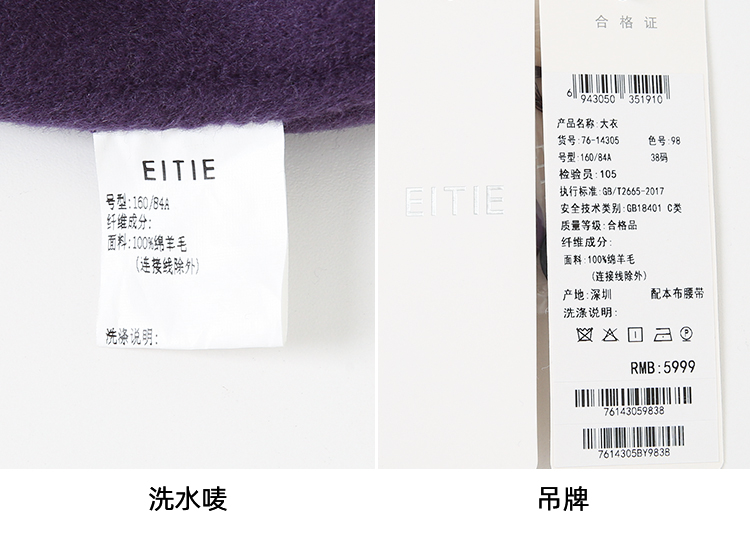 EITIE
号型:160/84A
纤维成分:
面料:100%绵羊毛
(连接线除外)
洗涤说明:
EITIE
合格证
6 943050 351910
产品名称:大衣
货号:76-14305 色号:98
号型:160/84A 38码
检验员:105
执行标准:GB/T2665-2017
安全技术类别:GB18401 C类
质量等级:合格品
纤维成分:
面料:100%绵羊毛
(连接线除外)
产地:深圳 配本布腰带
洗涤说明:
RMB:5999
76143059838
7614305BY9838
洗水唛
吊牌